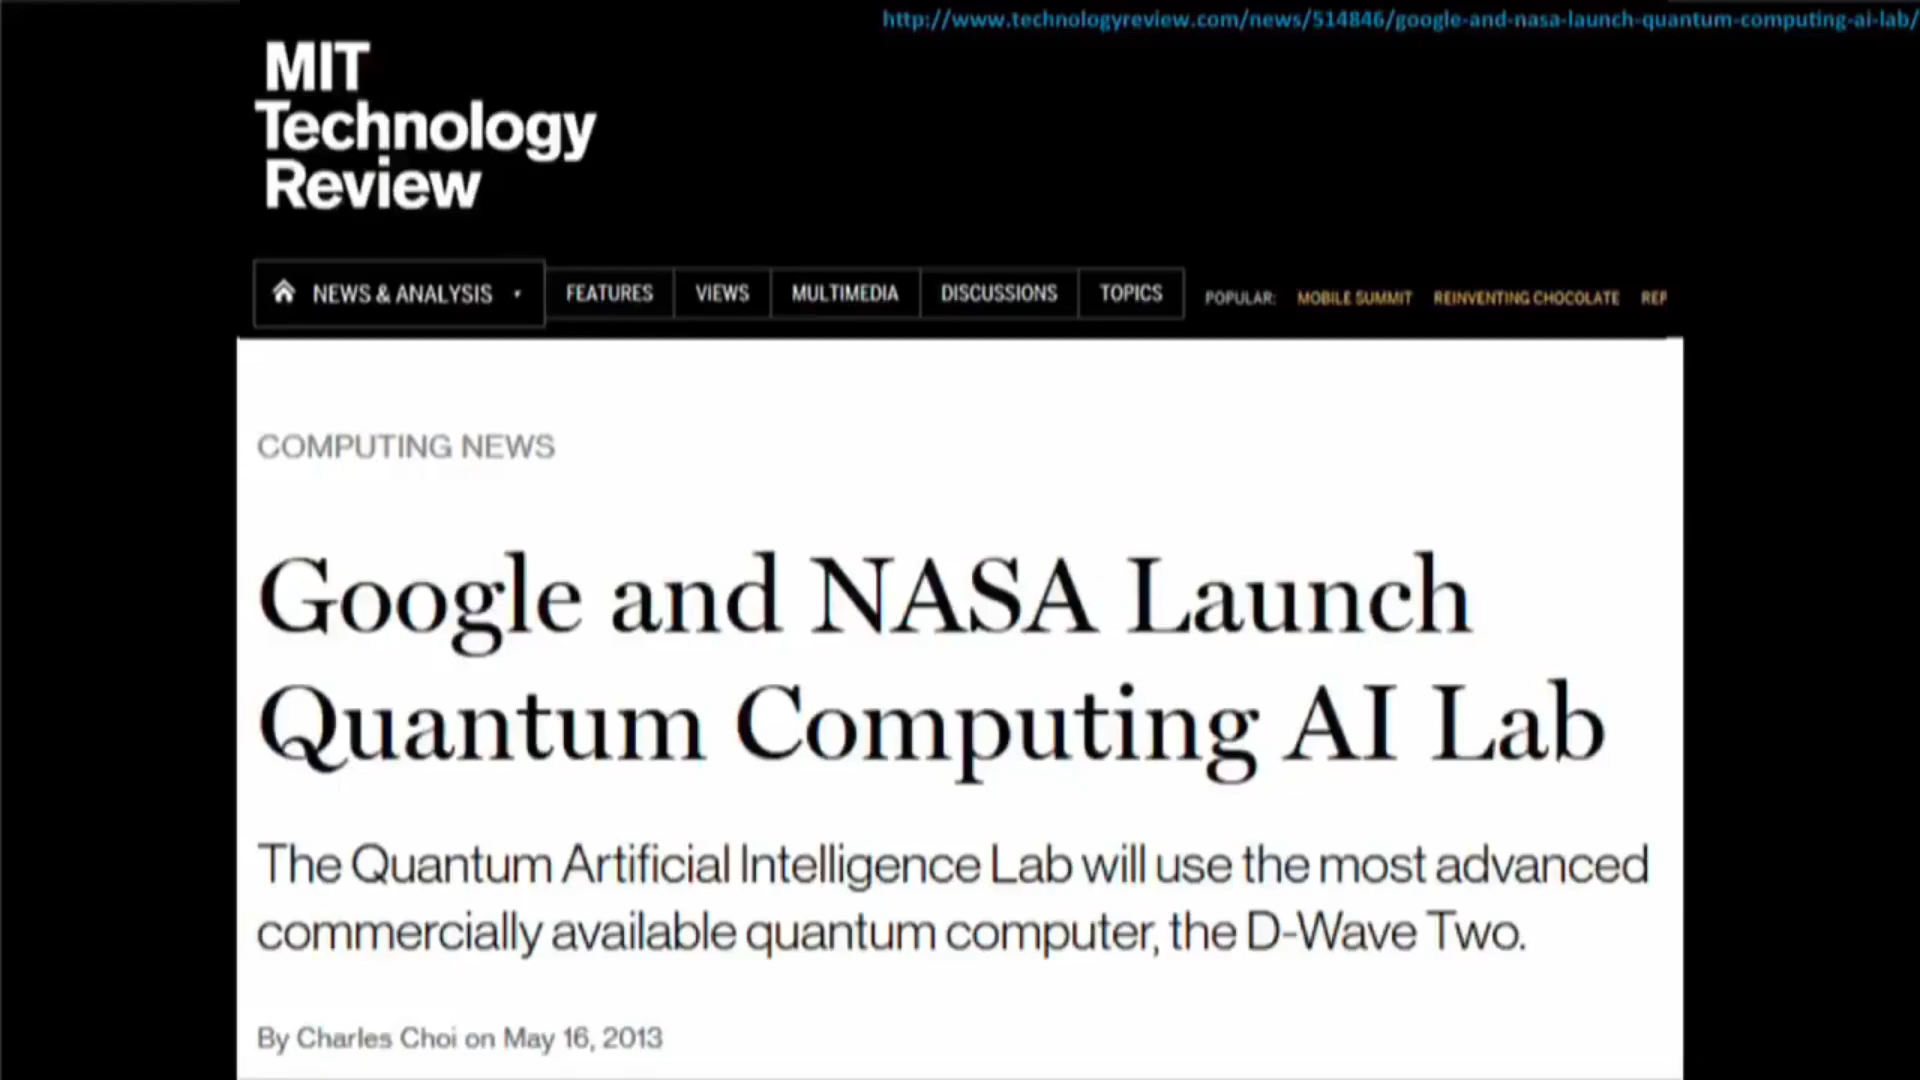 http://www.technologyreview.com/news/514846/google-and-nasa-launch-quantum-computing-ai-lab/
MIT
Technology
Review
NEWS & ANALYSIS
FEATURES
VIEWS
MULTIMEDIA
DISCUSSIONS
TOPICS
POPULAR: MOBILE SUMMIT REINVENTING CHOCOLATE REP
COMPUTING NEWS
Google and NASA Launch
Quantum Computing AI Lab
The Quantum Artificial Intelligence Lab will use the most advanced
commercially available quantum computer, the D-Wave Two.
By Charles Choi on May 16, 2013